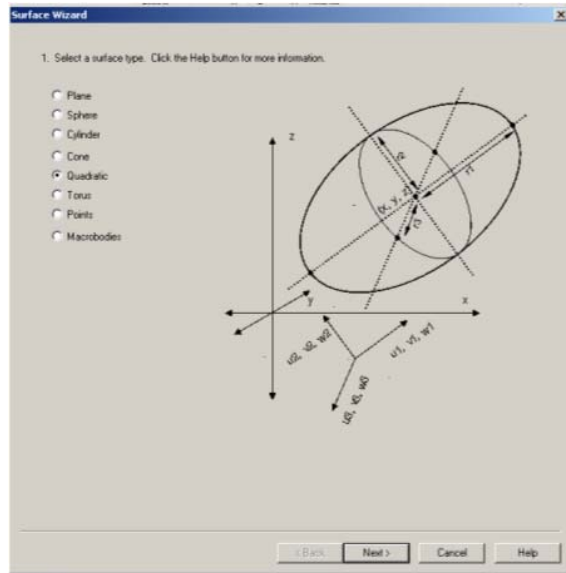 Surface Wizard
1. Select a surface type. Click the Help button for more information.
Plane
Sphere
Cylinder
Cone
Quadratic
Torus
Points
Macrobodies
z
r2
r1
(x, y, z)
r3
y
x
u2, v2, w2
u1, v1, w1
u3, v3, w3
< Back
Next >
Cancel
Help